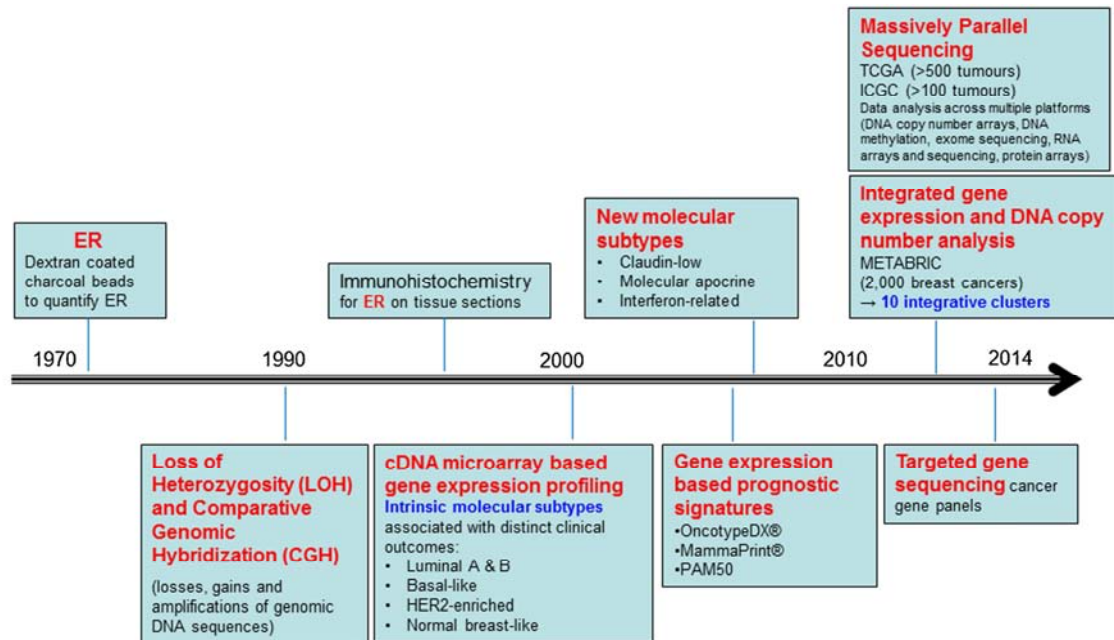 Massively Parallel
Sequencing
TCGA (>500 tumours)
ICGC (>100 tumours)
Data analysis across multiple platforms
(DNA copy number arrays, DNA
methylation, exome sequencing, RNA
arrays and sequencing, protein arrays)
ER
Dextran coated
charcoal beads
to quantify ER
Immunohistochemistry
for ER on tissue sections
New molecular
subtypes
• Claudin-low
• Molecular apocrine
• Interferon-related
Integrated gene
expression and DNA copy
number analysis
METABRIC
(2,000 breast cancers)
→ 10 integrative clusters
1970 1990 2000 2010 2014
Loss of
Heterozygosity (LOH)
and Comparative
Genomic
Hybridization (CGH)
(losses, gains and
amplifications of genomic
DNA sequences)
cDNA microarray based
gene expression profiling
Intrinsic molecular subtypes
associated with distinct clinical
outcomes:
• Luminal A & B
• Basal-like
• HER2-enriched
• Normal breast-like
Gene expression
based prognostic
signatures
•OncotypeDX®
•MammaPrint®
•PAM50
Targeted gene
sequencing cancer
gene panels